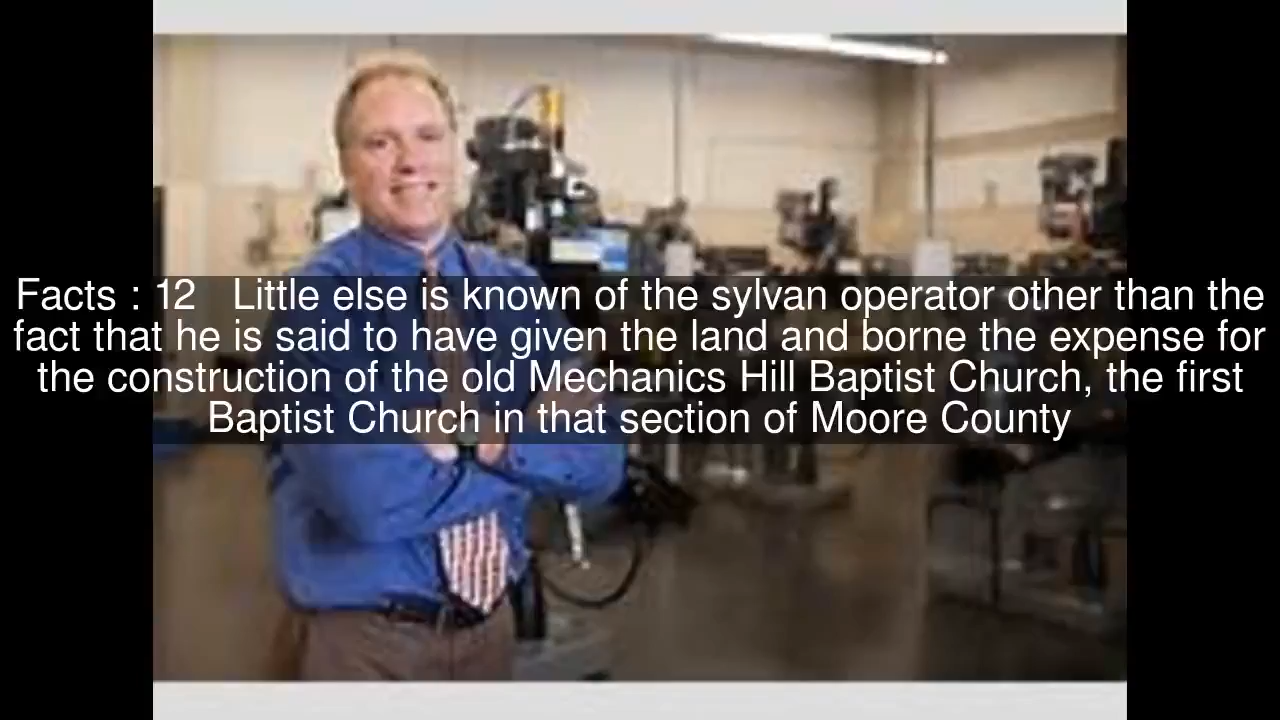 Facts : 12   Little else is known of the sylvan operator other than the
fact that he is said to have given the land and borne the expense for
the construction of the old Mechanics Hill Baptist Church, the first
Baptist Church in that section of Moore County